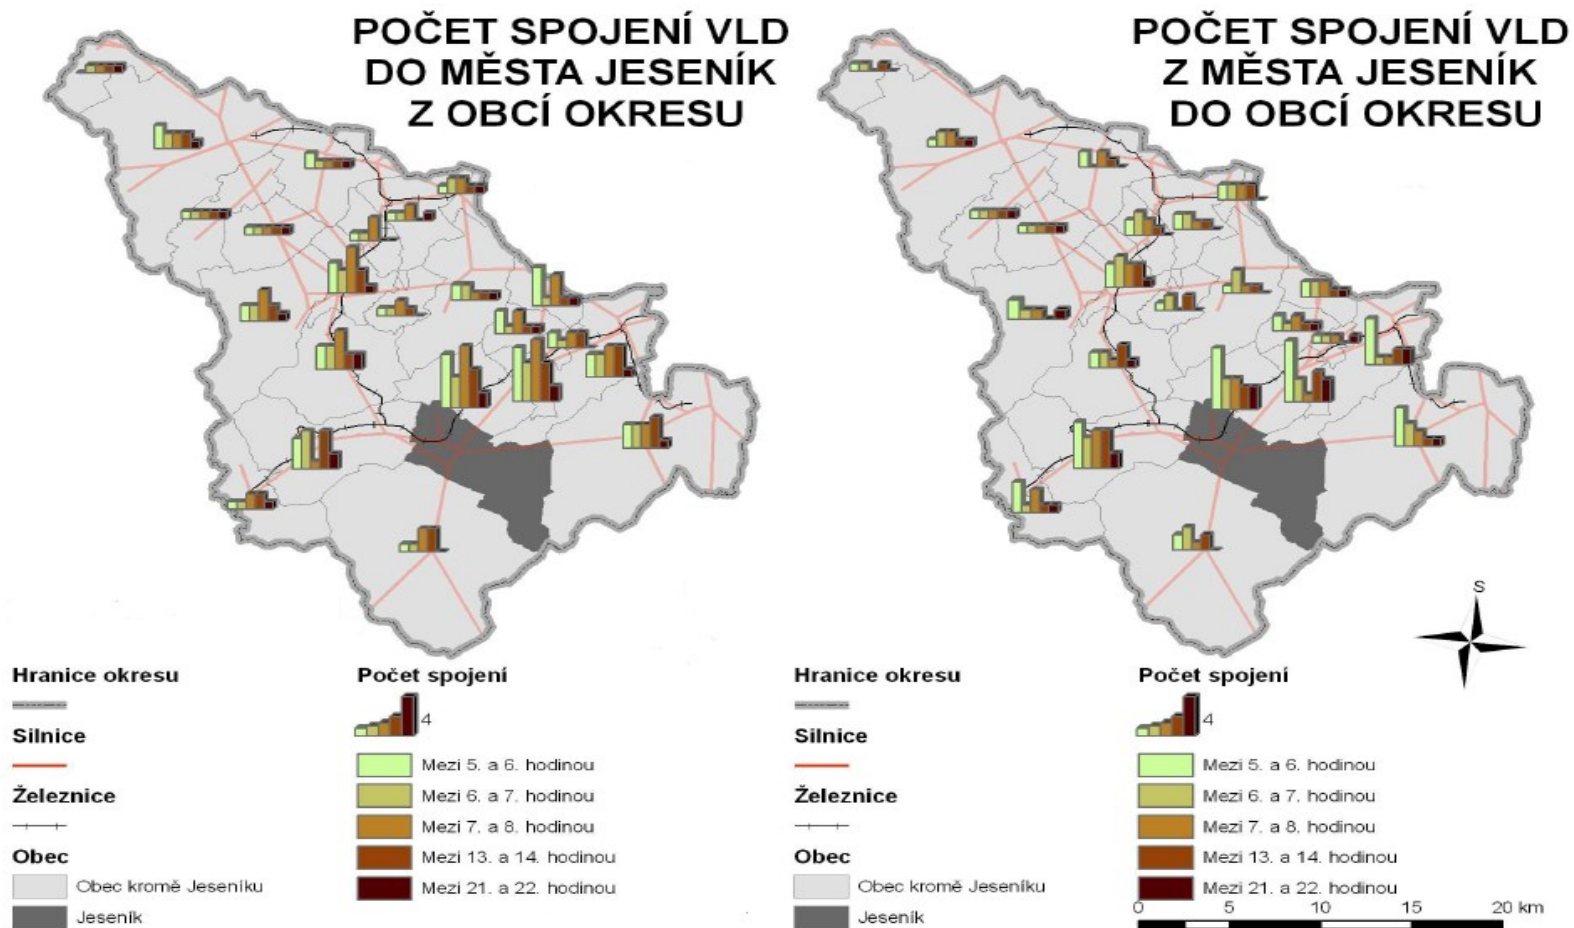 POČET SPOJENÍ VLD
DO MĚSTA JESENÍK
Z OBCÍ OKRESU
POČET SPOJENÍ VLD
Z MĚSTA JESENÍK
DO OBCÍ OKRESU
S
Hranice okresu
Silnice
Železnice
Obec
Obec kromě Jeseníku
Jeseník
Počet spojení
4
Mezi 5. a 6. hodinou
Mezi 6. a 7. hodinou
Mezi 7. a 8. hodinou
Mezi 13. a 14. hodinou
Mezi 21. a 22. hodinou
Hranice okresu
Silnice
Železnice
Obec
Obec kromě Jeseníku
Jeseník
Počet spojení
4
Mezi 5. a 6. hodinou
Mezi 6. a 7. hodinou
Mezi 7. a 8. hodinou
Mezi 13. a 14. hodinou
Mezi 21. a 22. hodinou
0 5 10 15 20 km